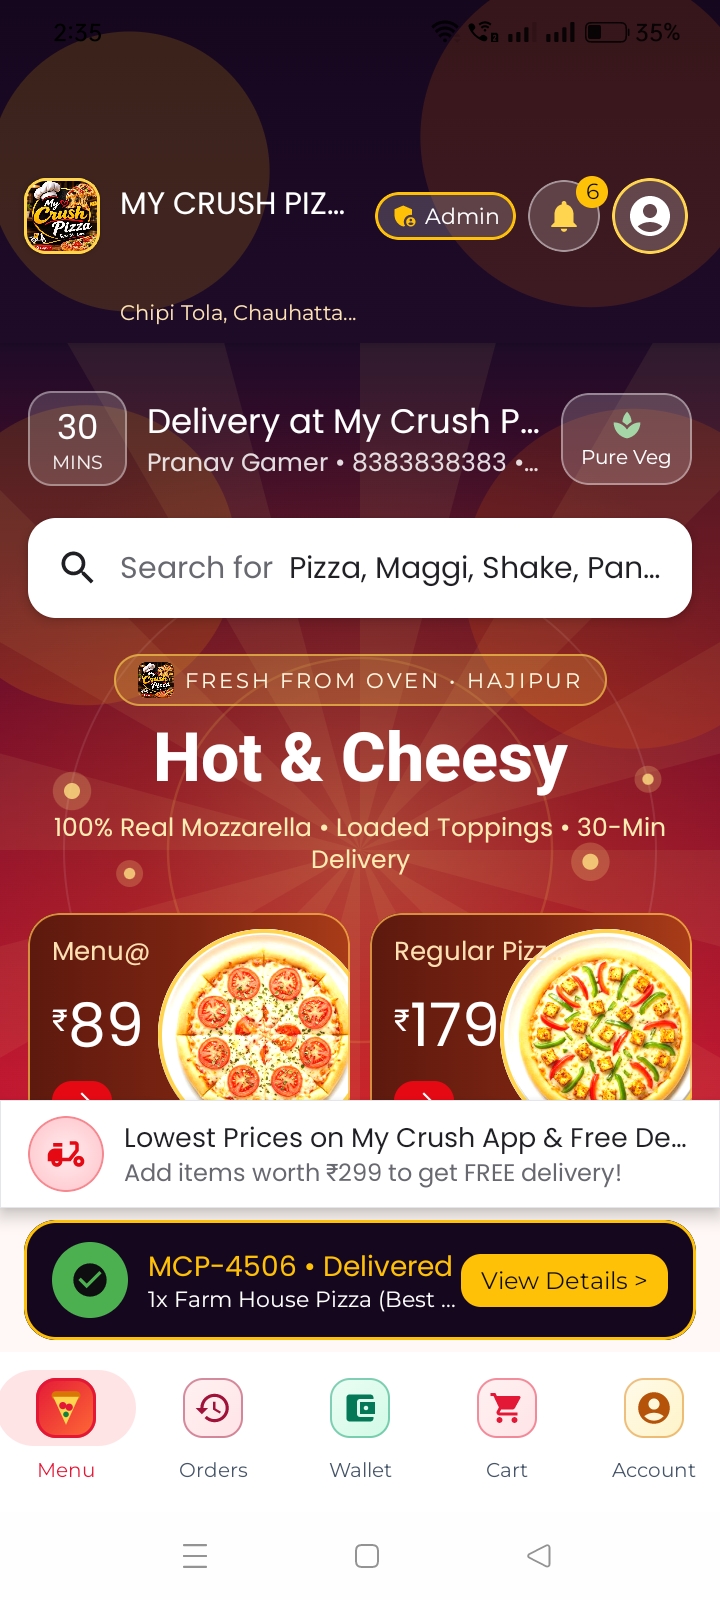 2:35
35%
My Crush Pizza
MY CRUSH PIZ...
Admin
6
Chipi Tola, Chauhatta...
30
MINS
Delivery at My Crush P...
Pranav Gamer • 8383838383 •...
Pure Veg
Search for Pizza, Maggi, Shake, Pan...
FRESH FROM OVEN • HAJIPUR
Hot & Cheesy
100% Real Mozzarella • Loaded Toppings • 30-Min
Delivery
Menu@
₹89
Regular Pizz...
₹179
Lowest Prices on My Crush App & Free De...
Add items worth ₹299 to get FREE delivery!
MCP-4506 • Delivered
1x Farm House Pizza (Best ...
View Details >
Menu
Orders
Wallet
Cart
Account